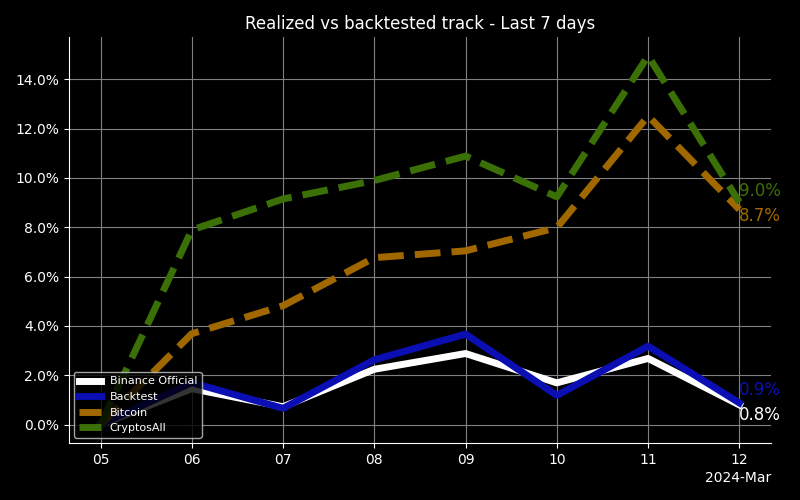 Realized vs backtested track - Last 7 days
14.0%
12.0%
10.0%
8.0%
6.0%
4.0%
2.0%
0.0%
9.0%
8.7%
0.9%
0.8%
Binance Official
Backtest
Bitcoin
CryptosAll
05 06 07 08 09 10 11 12
2024-Mar